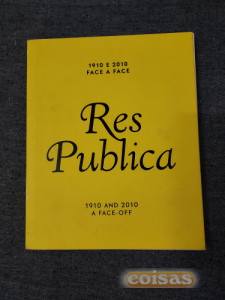 1910 E 2010
FACE A FACE
Res
Publica
1910 AND 2010
A FACE-OFF
coisas